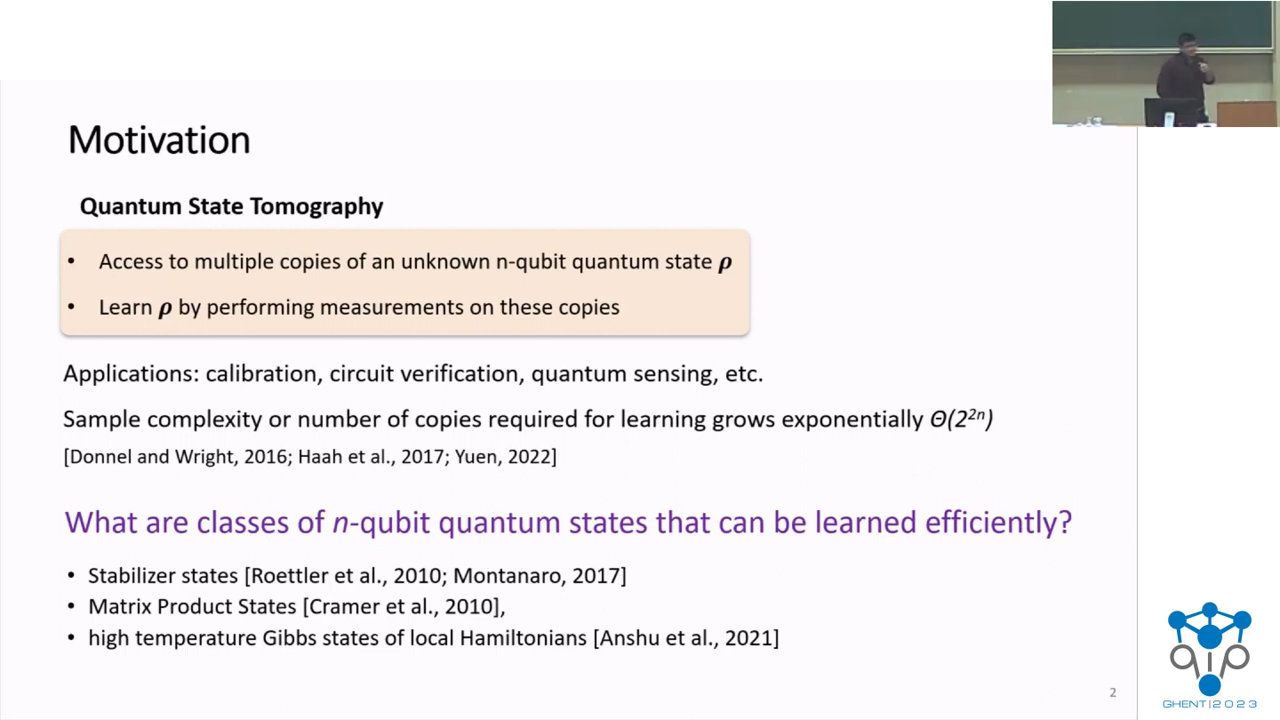 Motivation
Quantum State Tomography
• Access to multiple copies of an unknown n-qubit quantum state ρ
• Learn ρ by performing measurements on these copies
Applications: calibration, circuit verification, quantum sensing, etc.
Sample complexity or number of copies required for learning grows exponentially Θ(2²ⁿ)
[Donnel and Wright, 2016; Haah et al., 2017; Yuen, 2022]
What are classes of n-qubit quantum states that can be learned efficiently?
• Stabilizer states [Roettler et al., 2010; Montanaro, 2017]
• Matrix Product States [Cramer et al., 2010],
• high temperature Gibbs states of local Hamiltonians [Anshu et al., 2021]
2
qip
GHENT|2023